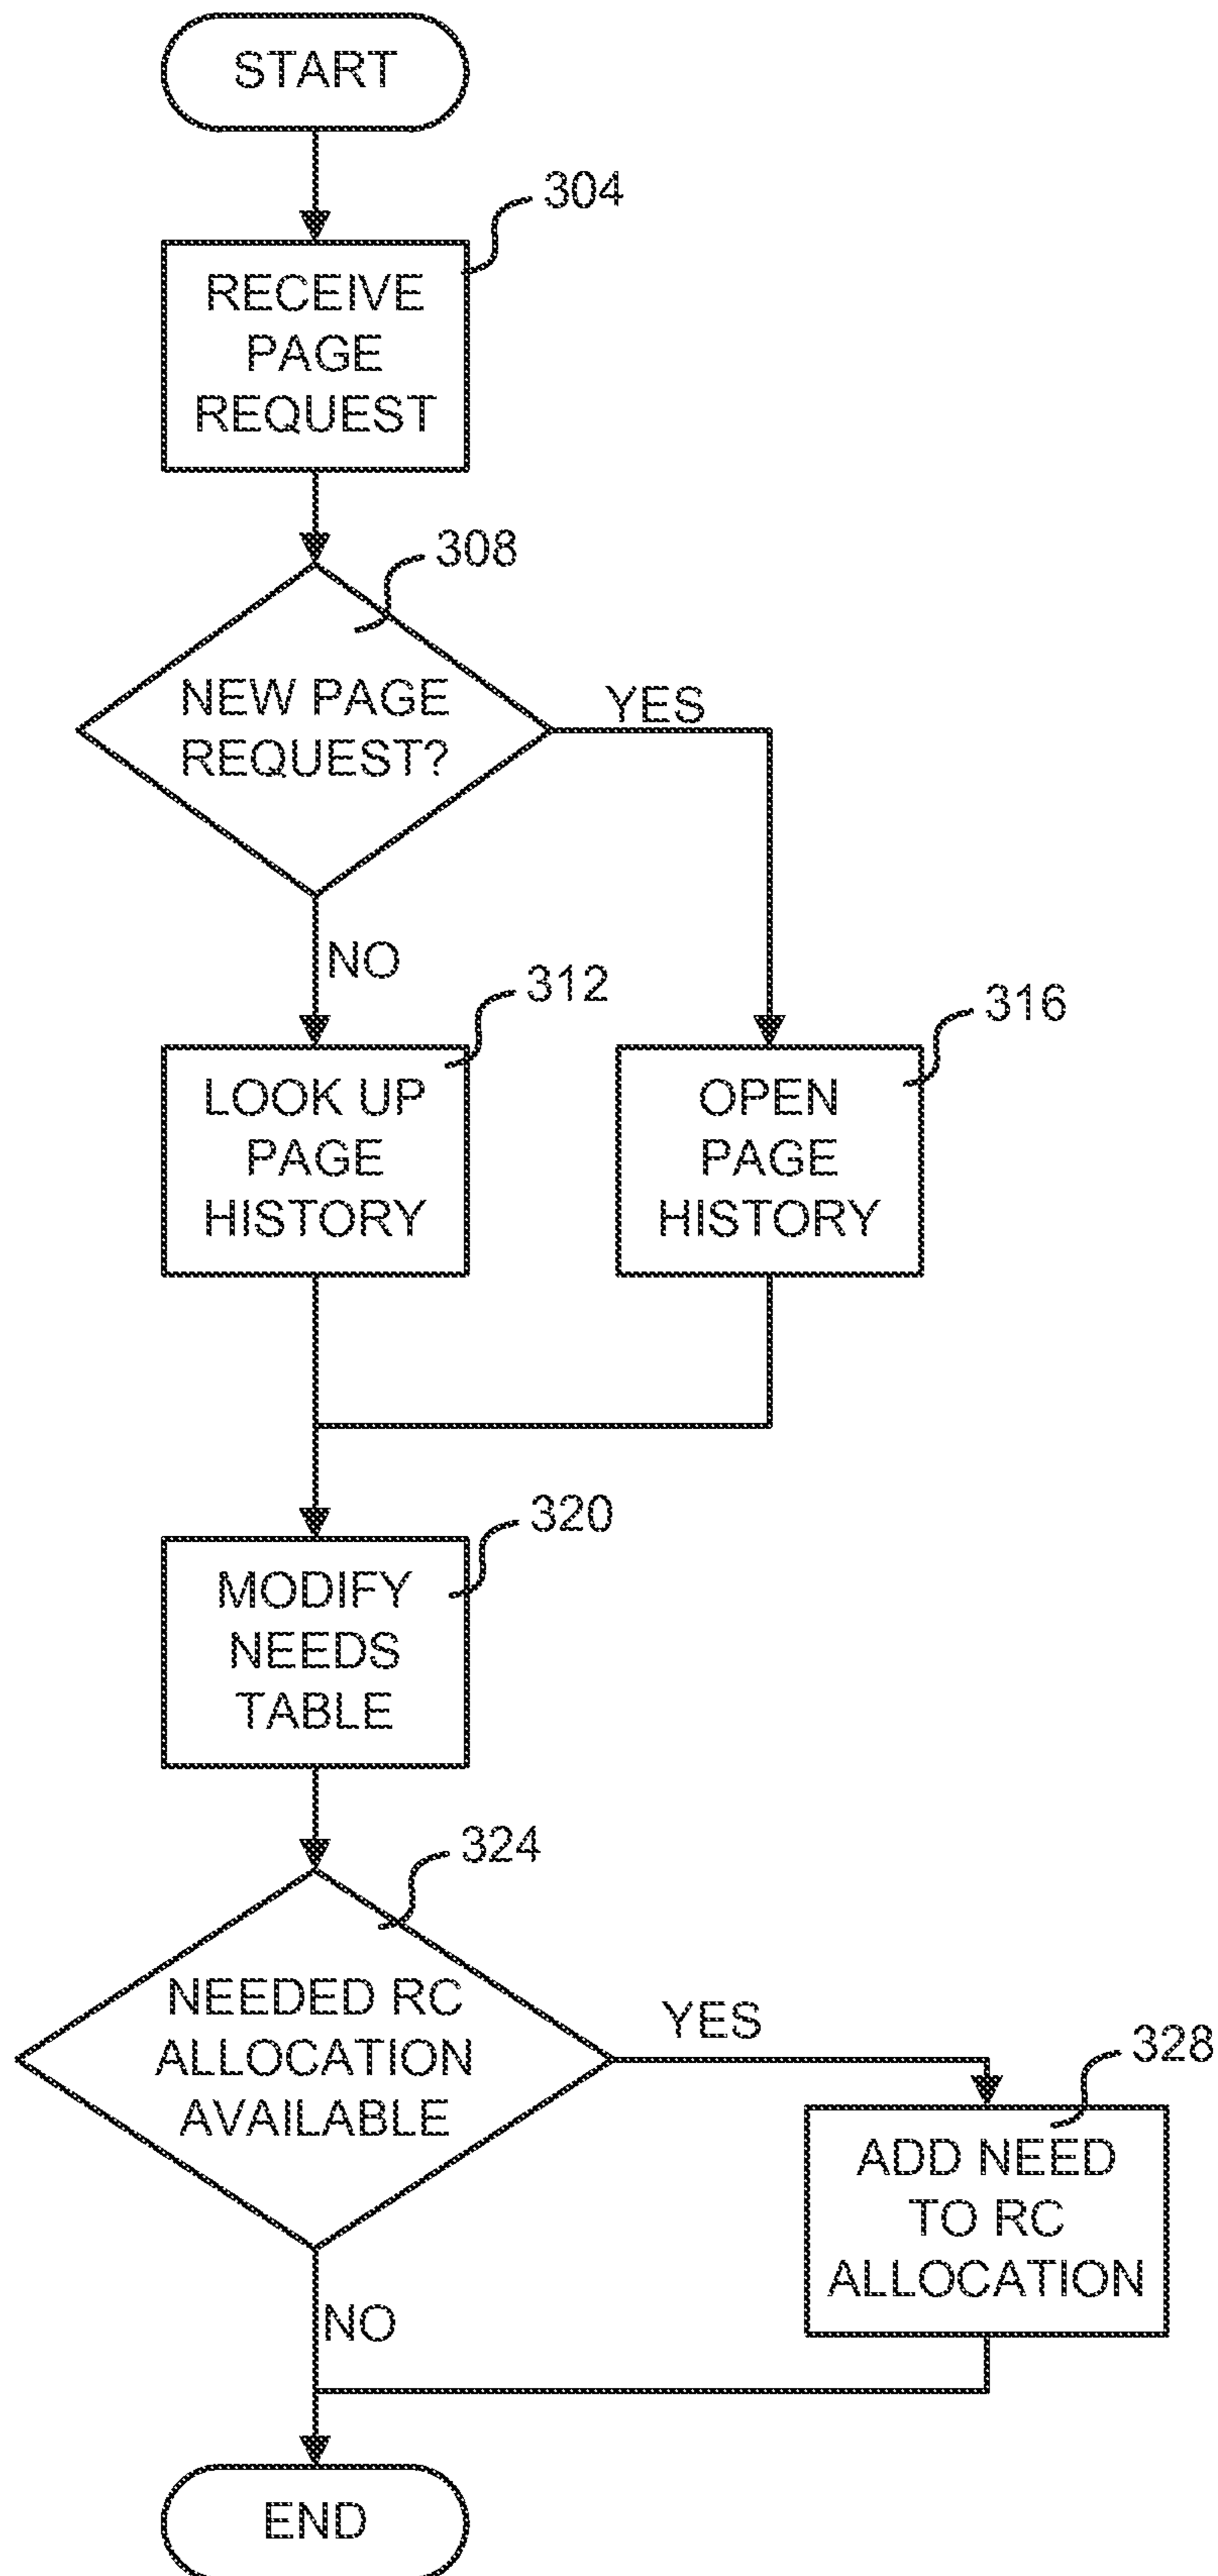 START
304
RECEIVE
PAGE
REQUEST
308
NEW PAGE
REQUEST?
YES
NO
312
316
LOOK UP
PAGE
HISTORY
OPEN
PAGE
HISTORY
320
MODIFY
NEEDS
TABLE
324
NEEDED RC
ALLOCATION
AVAILABLE
YES
328
ADD NEED
TO RC
ALLOCATION
NO
END